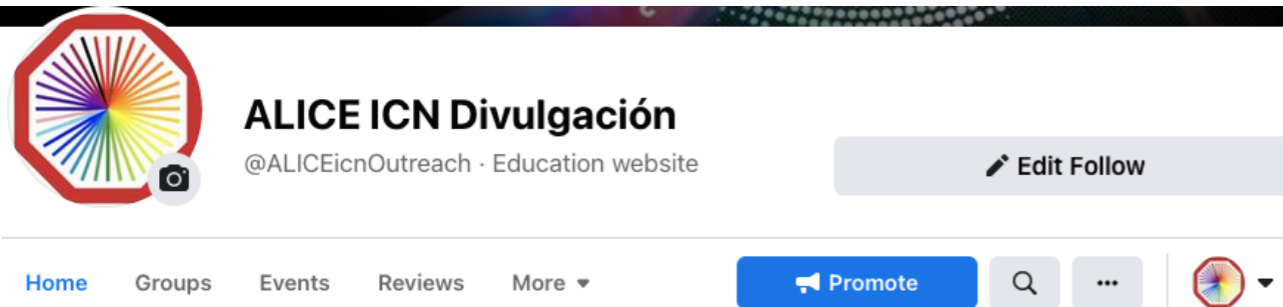 ALICE ICN Divulgación
@ALICEicnOutreach · Education website
Edit Follow
Home Groups Events Reviews More Promote